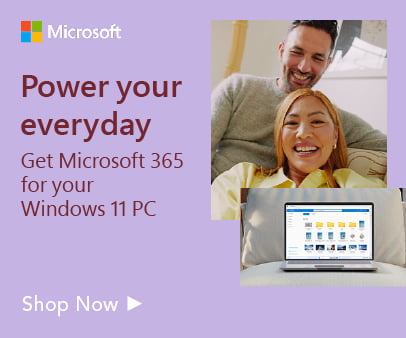 Microsoft
Power your
everyday
Get Microsoft 365
for your
Windows 11 PC
Shop Now